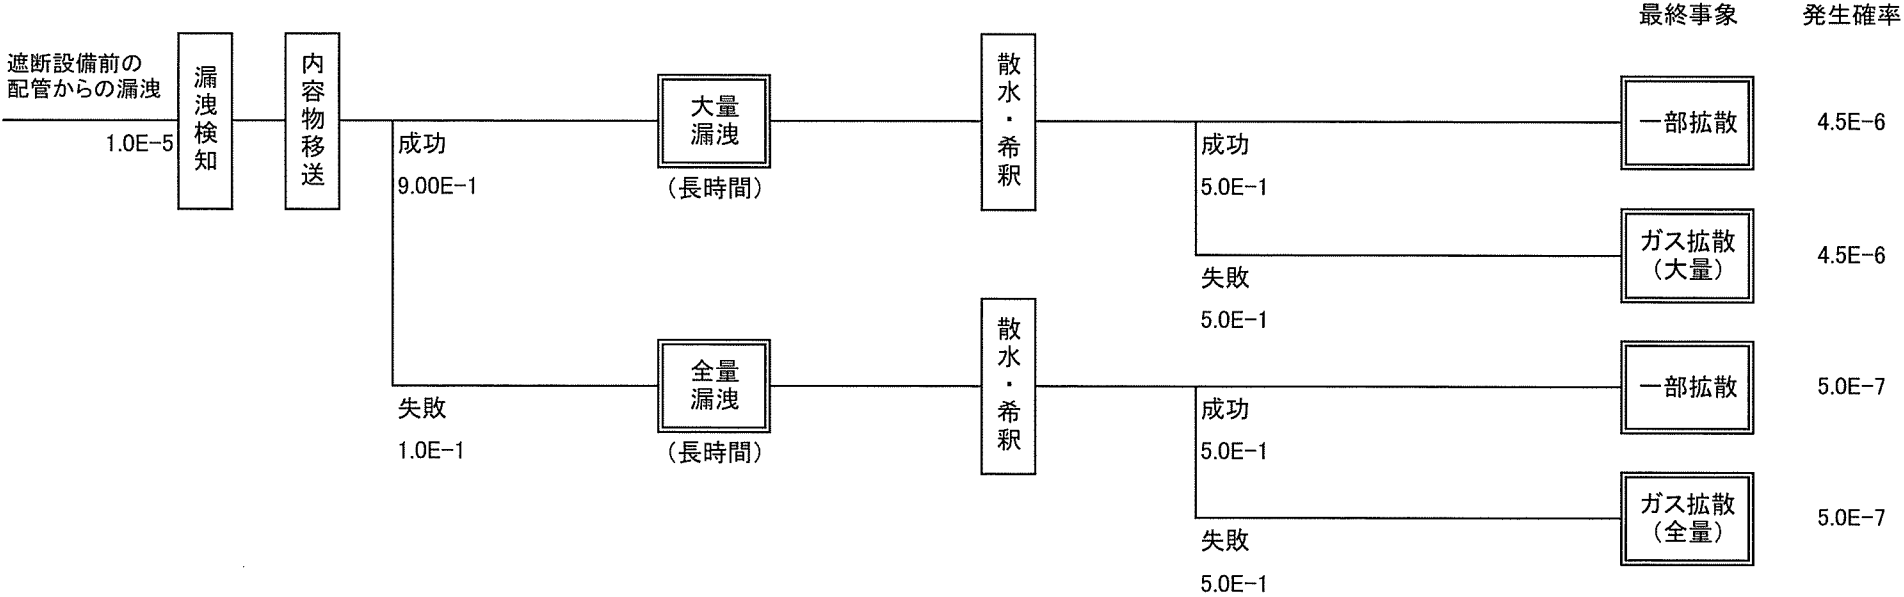 最終事象
発生確率
遮断設備前の
配管からの漏洩
1.0E-5
漏洩検知
内容物移送
成功
9.00E-1
大量
漏洩
（長時間）
散水・希釈
成功
5.0E-1
一部拡散
4.5E-6
失敗
5.0E-1
ガス拡散
（大量）
4.5E-6
失敗
1.0E-1
全量
漏洩
（長時間）
散水・希釈
成功
5.0E-1
一部拡散
5.0E-7
失敗
5.0E-1
ガス拡散
（全量）
5.0E-7